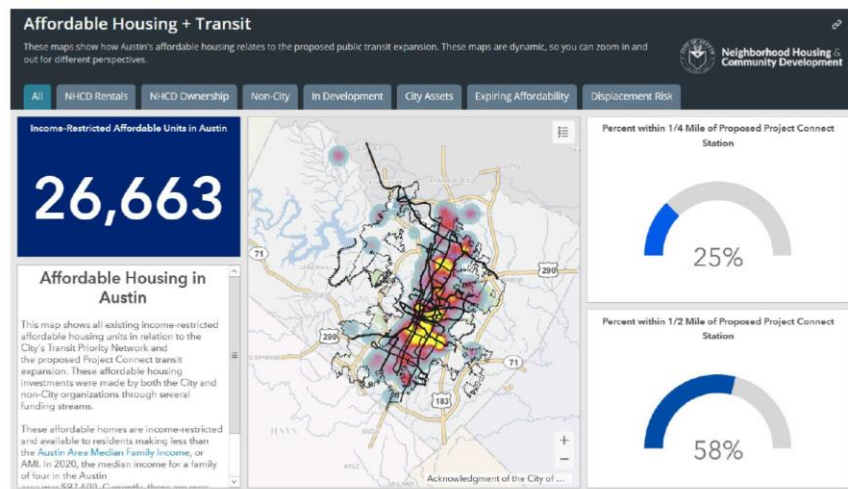 Affordable Housing + Transit
These maps show how Austin's affordable housing relates to the proposed public transit expansion. These maps are dynamic, so you can zoom in and
out for different perspectives.
Neighborhood Housing &
Community Development
All
NHCD Rentals
NHCD Ownership
Non-City
In Development
City Assets
Expiring Affordability
Displacement Risk
Income-Restricted Affordable Units in Austin
26,663
Affordable Housing in
Austin
This map shows all existing income-restricted
affordable housing units in relation to the
City's Transit Priority Network and
the proposed Project Connect transit
expansion. These affordable housing
investments were made by both the City and
non-City organizations through several
funding streams.
These affordable homes are income-restricted
and available to residents making less than
the Austin Area Median Family Income, or
AMI. In 2020, the median income for a family
of four in the Austin
71
290
290
71
183
HAYS
KYLE
+
−
Acknowledgment of the City of ...
Percent within 1/4 Mile of Proposed Project Connect
Station
25%
Percent within 1/2 Mile of Proposed Project Connect
Station
58%